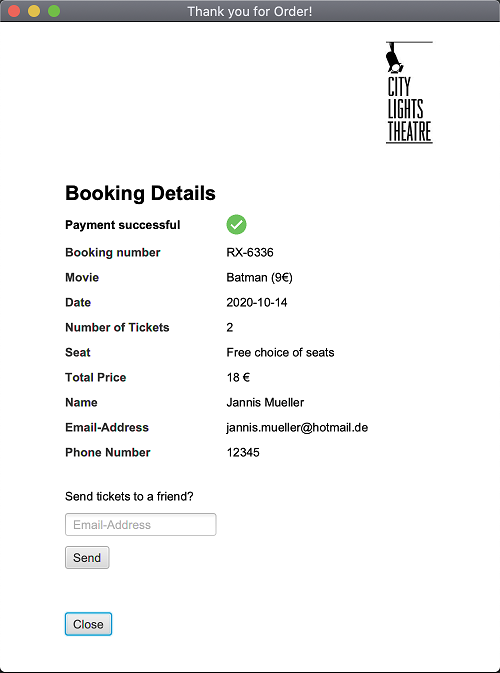 Thank you for Order!
CITY
LIGHTS
THEATRE
Booking Details
Payment successful
Booking number RX-6336
Movie Batman (9€)
Date 2020-10-14
Number of Tickets 2
Seat Free choice of seats
Total Price 18 €
Name Jannis Mueller
Email-Address jannis.mueller@hotmail.de
Phone Number 12345
Send tickets to a friend?
Email-Address
Send
Close